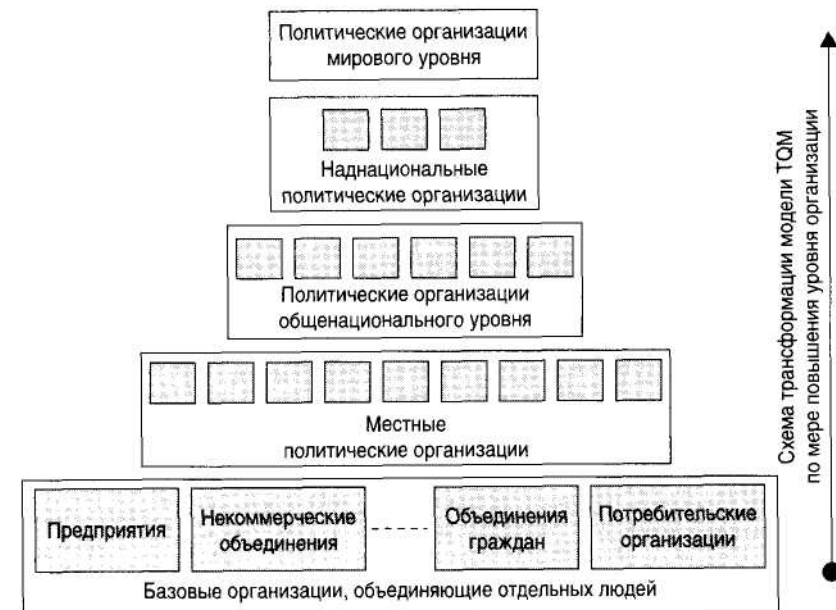 Политические организации
мирового уровня
Наднациональные
политические организации
Политические организации
общенационального уровня
Местные
политические организации
Предприятия
Некоммерческие
объединения
Объединения
граждан
Потребительские
организации
Базовые организации, объединяющие отдельных людей
Схема трансформации модели TQM
по мере повышения уровня организации